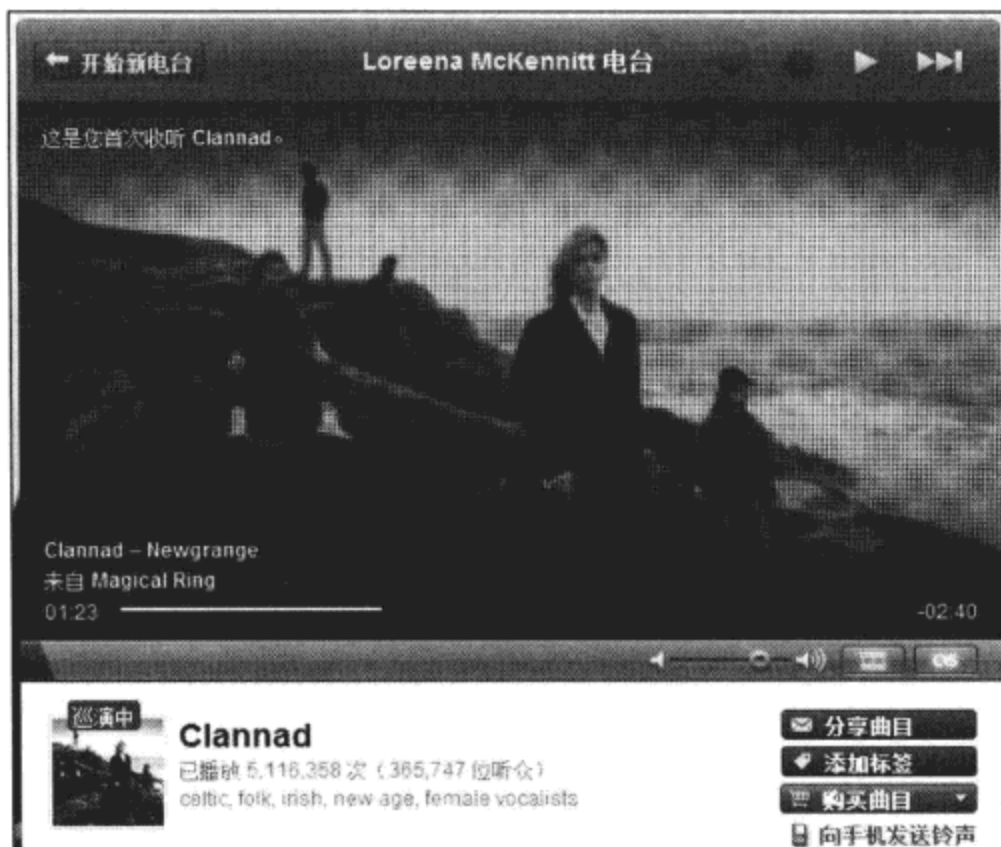 开始新电台
Loreena McKennitt 电台
这是您首次收听 Clannad。
Clannad – Newgrange
来自 Magical Ring
01:23
-02:40
巡演中
Clannad
已播放 5,116,358 次（365,747 位听众）
celtic, folk, irish, new age, female vocalists
分享曲目
添加标签
购买曲目
向手机发送铃声